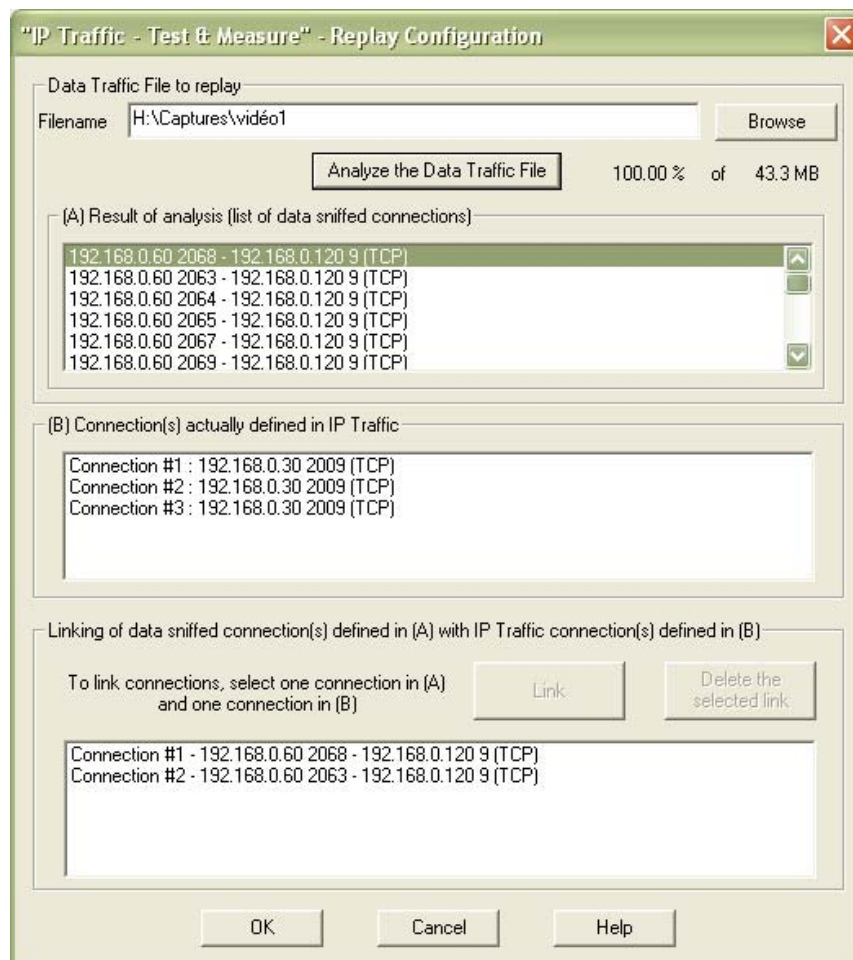 "IP Traffic - Test & Measure" - Replay Configuration
Data Traffic File to replay
Filename
H:\Captures\vidéo1
Browse
Analyze the Data Traffic File
100.00 % of 43.3 MB
(A) Result of analysis (list of data sniffed connections)
192.168.0.60 2068 - 192.168.0.120 9 (TCP)
192.168.0.60 2063 - 192.168.0.120 9 (TCP)
192.168.0.60 2064 - 192.168.0.120 9 (TCP)
192.168.0.60 2065 - 192.168.0.120 9 (TCP)
192.168.0.60 2067 - 192.168.0.120 9 (TCP)
192.168.0.60 2069 - 192.168.0.120 9 (TCP)
(B) Connection(s) actually defined in IP Traffic
Connection #1 : 192.168.0.30 2009 (TCP)
Connection #2 : 192.168.0.30 2009 (TCP)
Connection #3 : 192.168.0.30 2009 (TCP)
Linking of data sniffed connection(s) defined in (A) with IP Traffic connection(s) defined in (B)
To link connections, select one connection in (A)
and one connection in (B)
Link
Delete the
selected link
Connection #1 - 192.168.0.60 2068 - 192.168.0.120 9 (TCP)
Connection #2 - 192.168.0.60 2063 - 192.168.0.120 9 (TCP)
OK
Cancel
Help